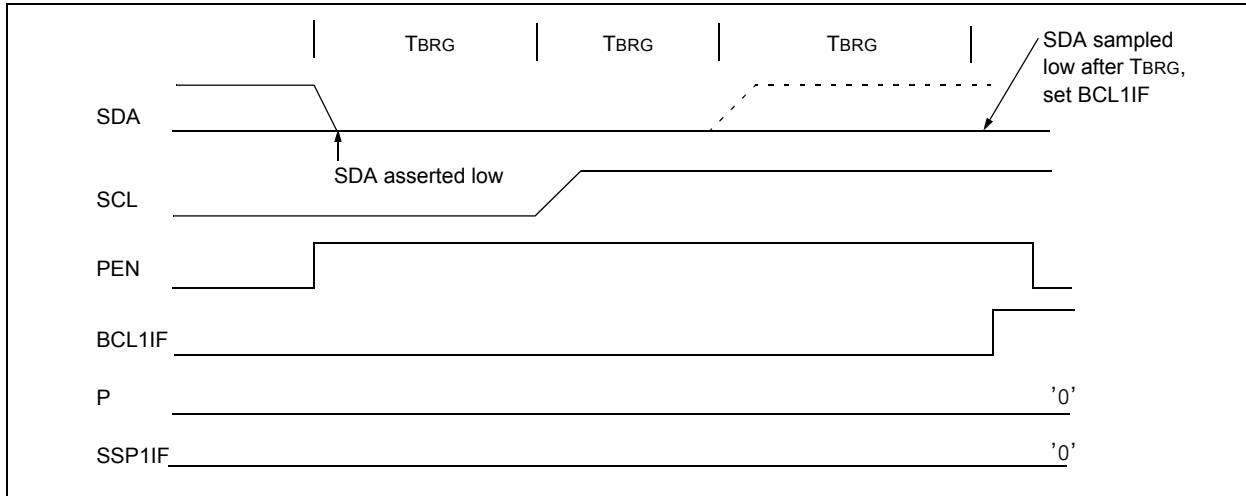 TBRG TBRG TBRG
SDA sampled
low after TBRG,
set BCL1IF
SDA
SDA asserted low
SCL
PEN
BCL1IF
P
'0'
SSP1IF
'0'